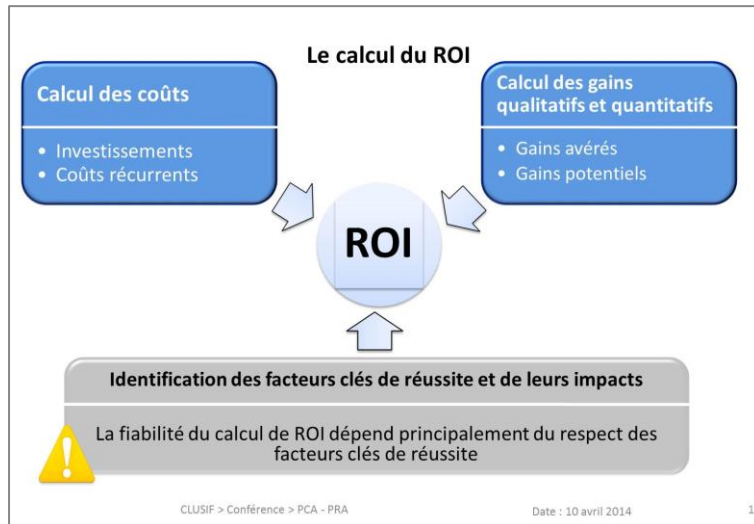 Le calcul du ROI
Calcul des coûts
• Investissements
• Coûts récurrents
Calcul des gains
qualitatifs et quantitatifs
• Gains avérés
• Gains potentiels
ROI
Identification des facteurs clés de réussite et de leurs impacts
La fiabilité du calcul de ROI dépend principalement du respect des
facteurs clés de réussite
CLUSIF > Conférence > PCA - PRA
Date : 10 avril 2014